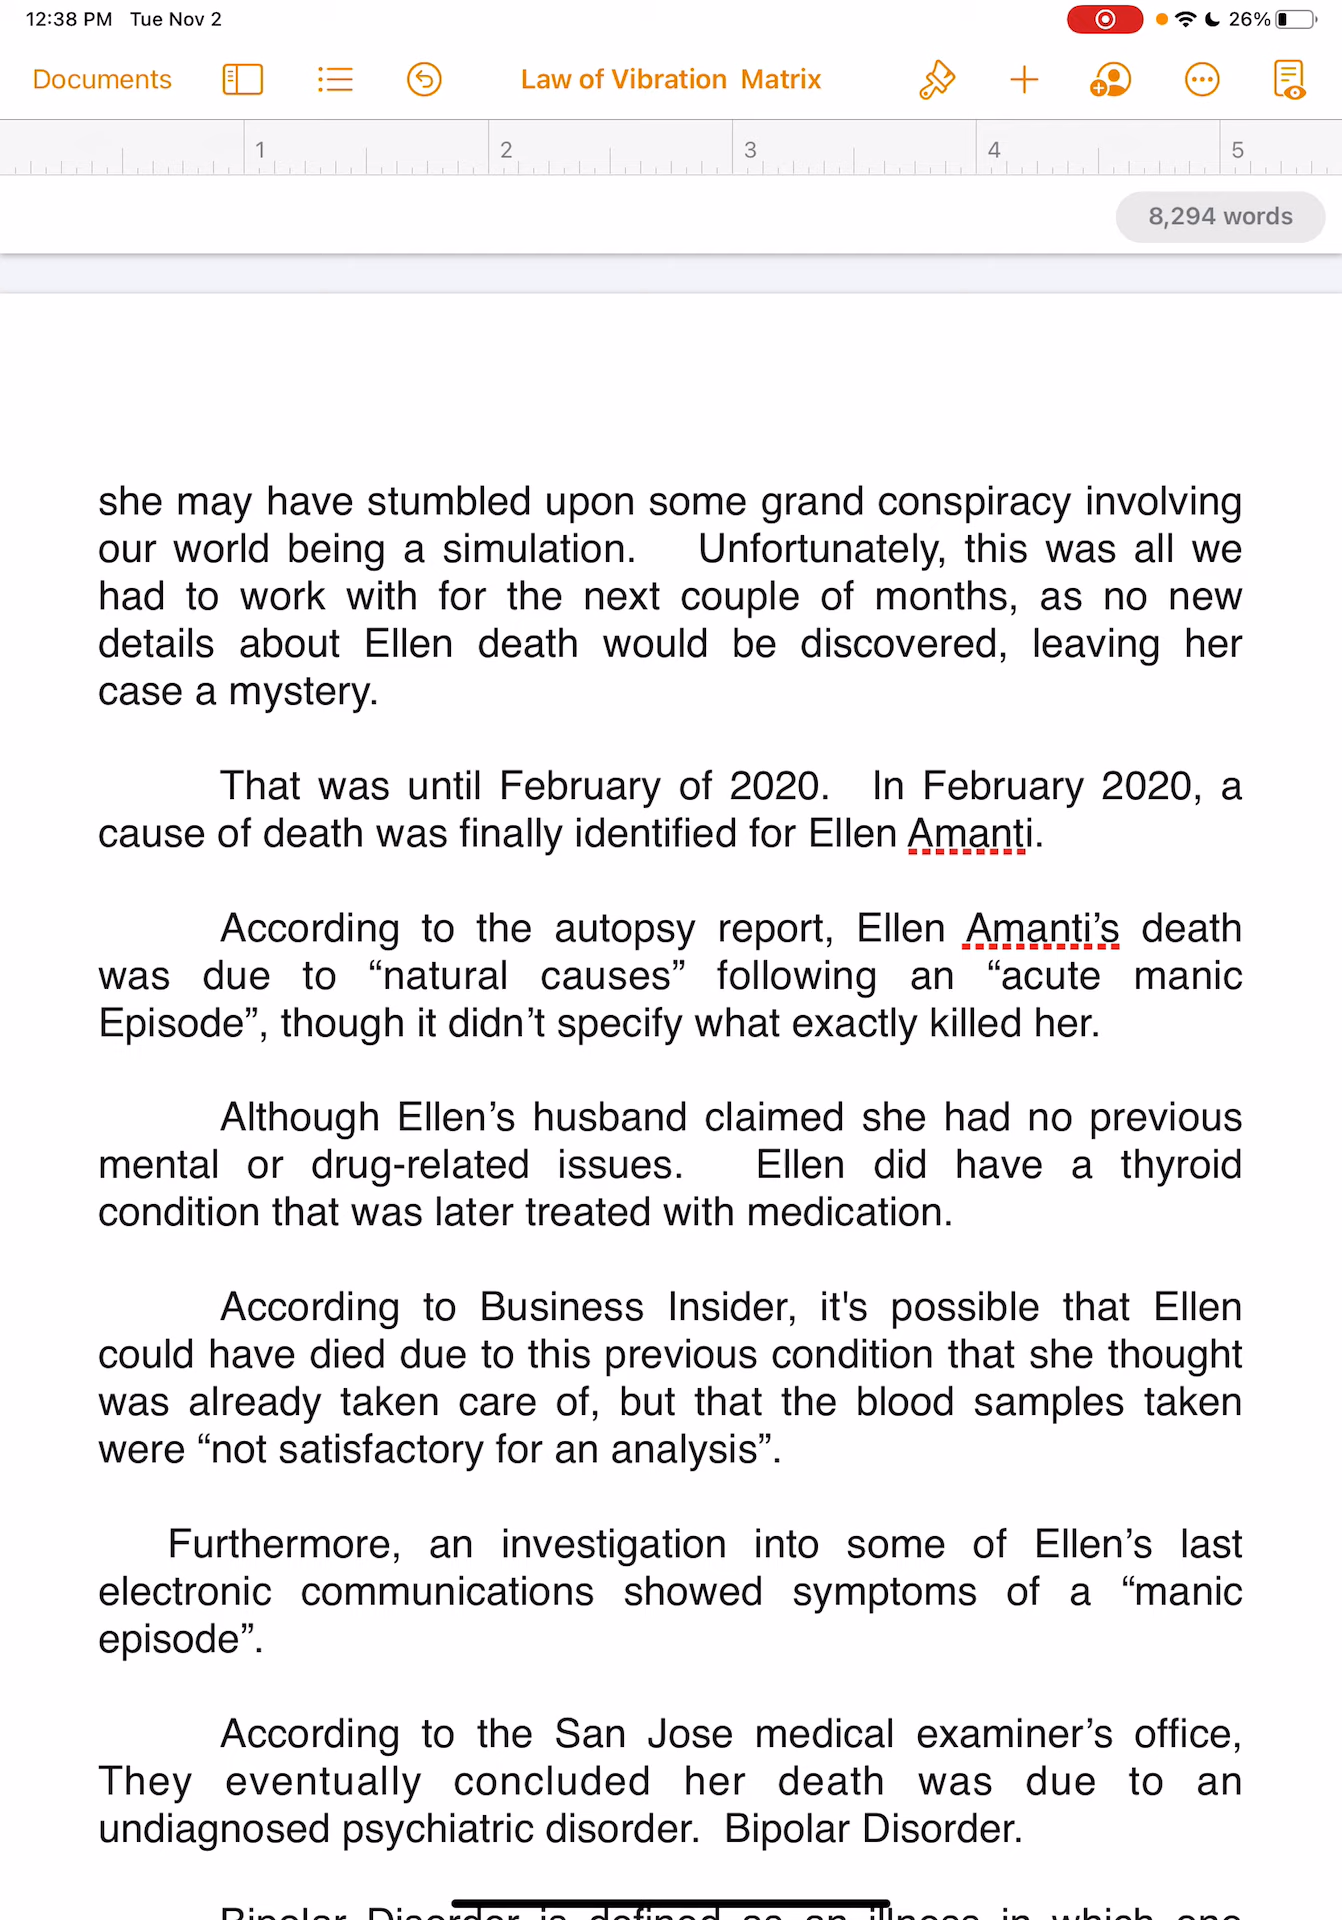 12:38 PM Tue Nov 2
26%
Documents
Law of Vibration Matrix
1 2 3 4 5
8,294 words
she may have stumbled upon some grand conspiracy involving
our world being a simulation. Unfortunately, this was all we
had to work with for the next couple of months, as no new
details about Ellen death would be discovered, leaving her
case a mystery.
That was until February of 2020. In February 2020, a
cause of death was finally identified for Ellen Amanti.
According to the autopsy report, Ellen Amanti’s death
was due to “natural causes” following an “acute manic
Episode”, though it didn’t specify what exactly killed her.
Although Ellen’s husband claimed she had no previous
mental or drug-related issues. Ellen did have a thyroid
condition that was later treated with medication.
According to Business Insider, it's possible that Ellen
could have died due to this previous condition that she thought
was already taken care of, but that the blood samples taken
were “not satisfactory for an analysis”.
Furthermore, an investigation into some of Ellen’s last
electronic communications showed symptoms of a “manic
episode”.
According to the San Jose medical examiner’s office,
They eventually concluded her death was due to an
undiagnosed psychiatric disorder. Bipolar Disorder.
Bipolar Disorder is defined as an illness in which one